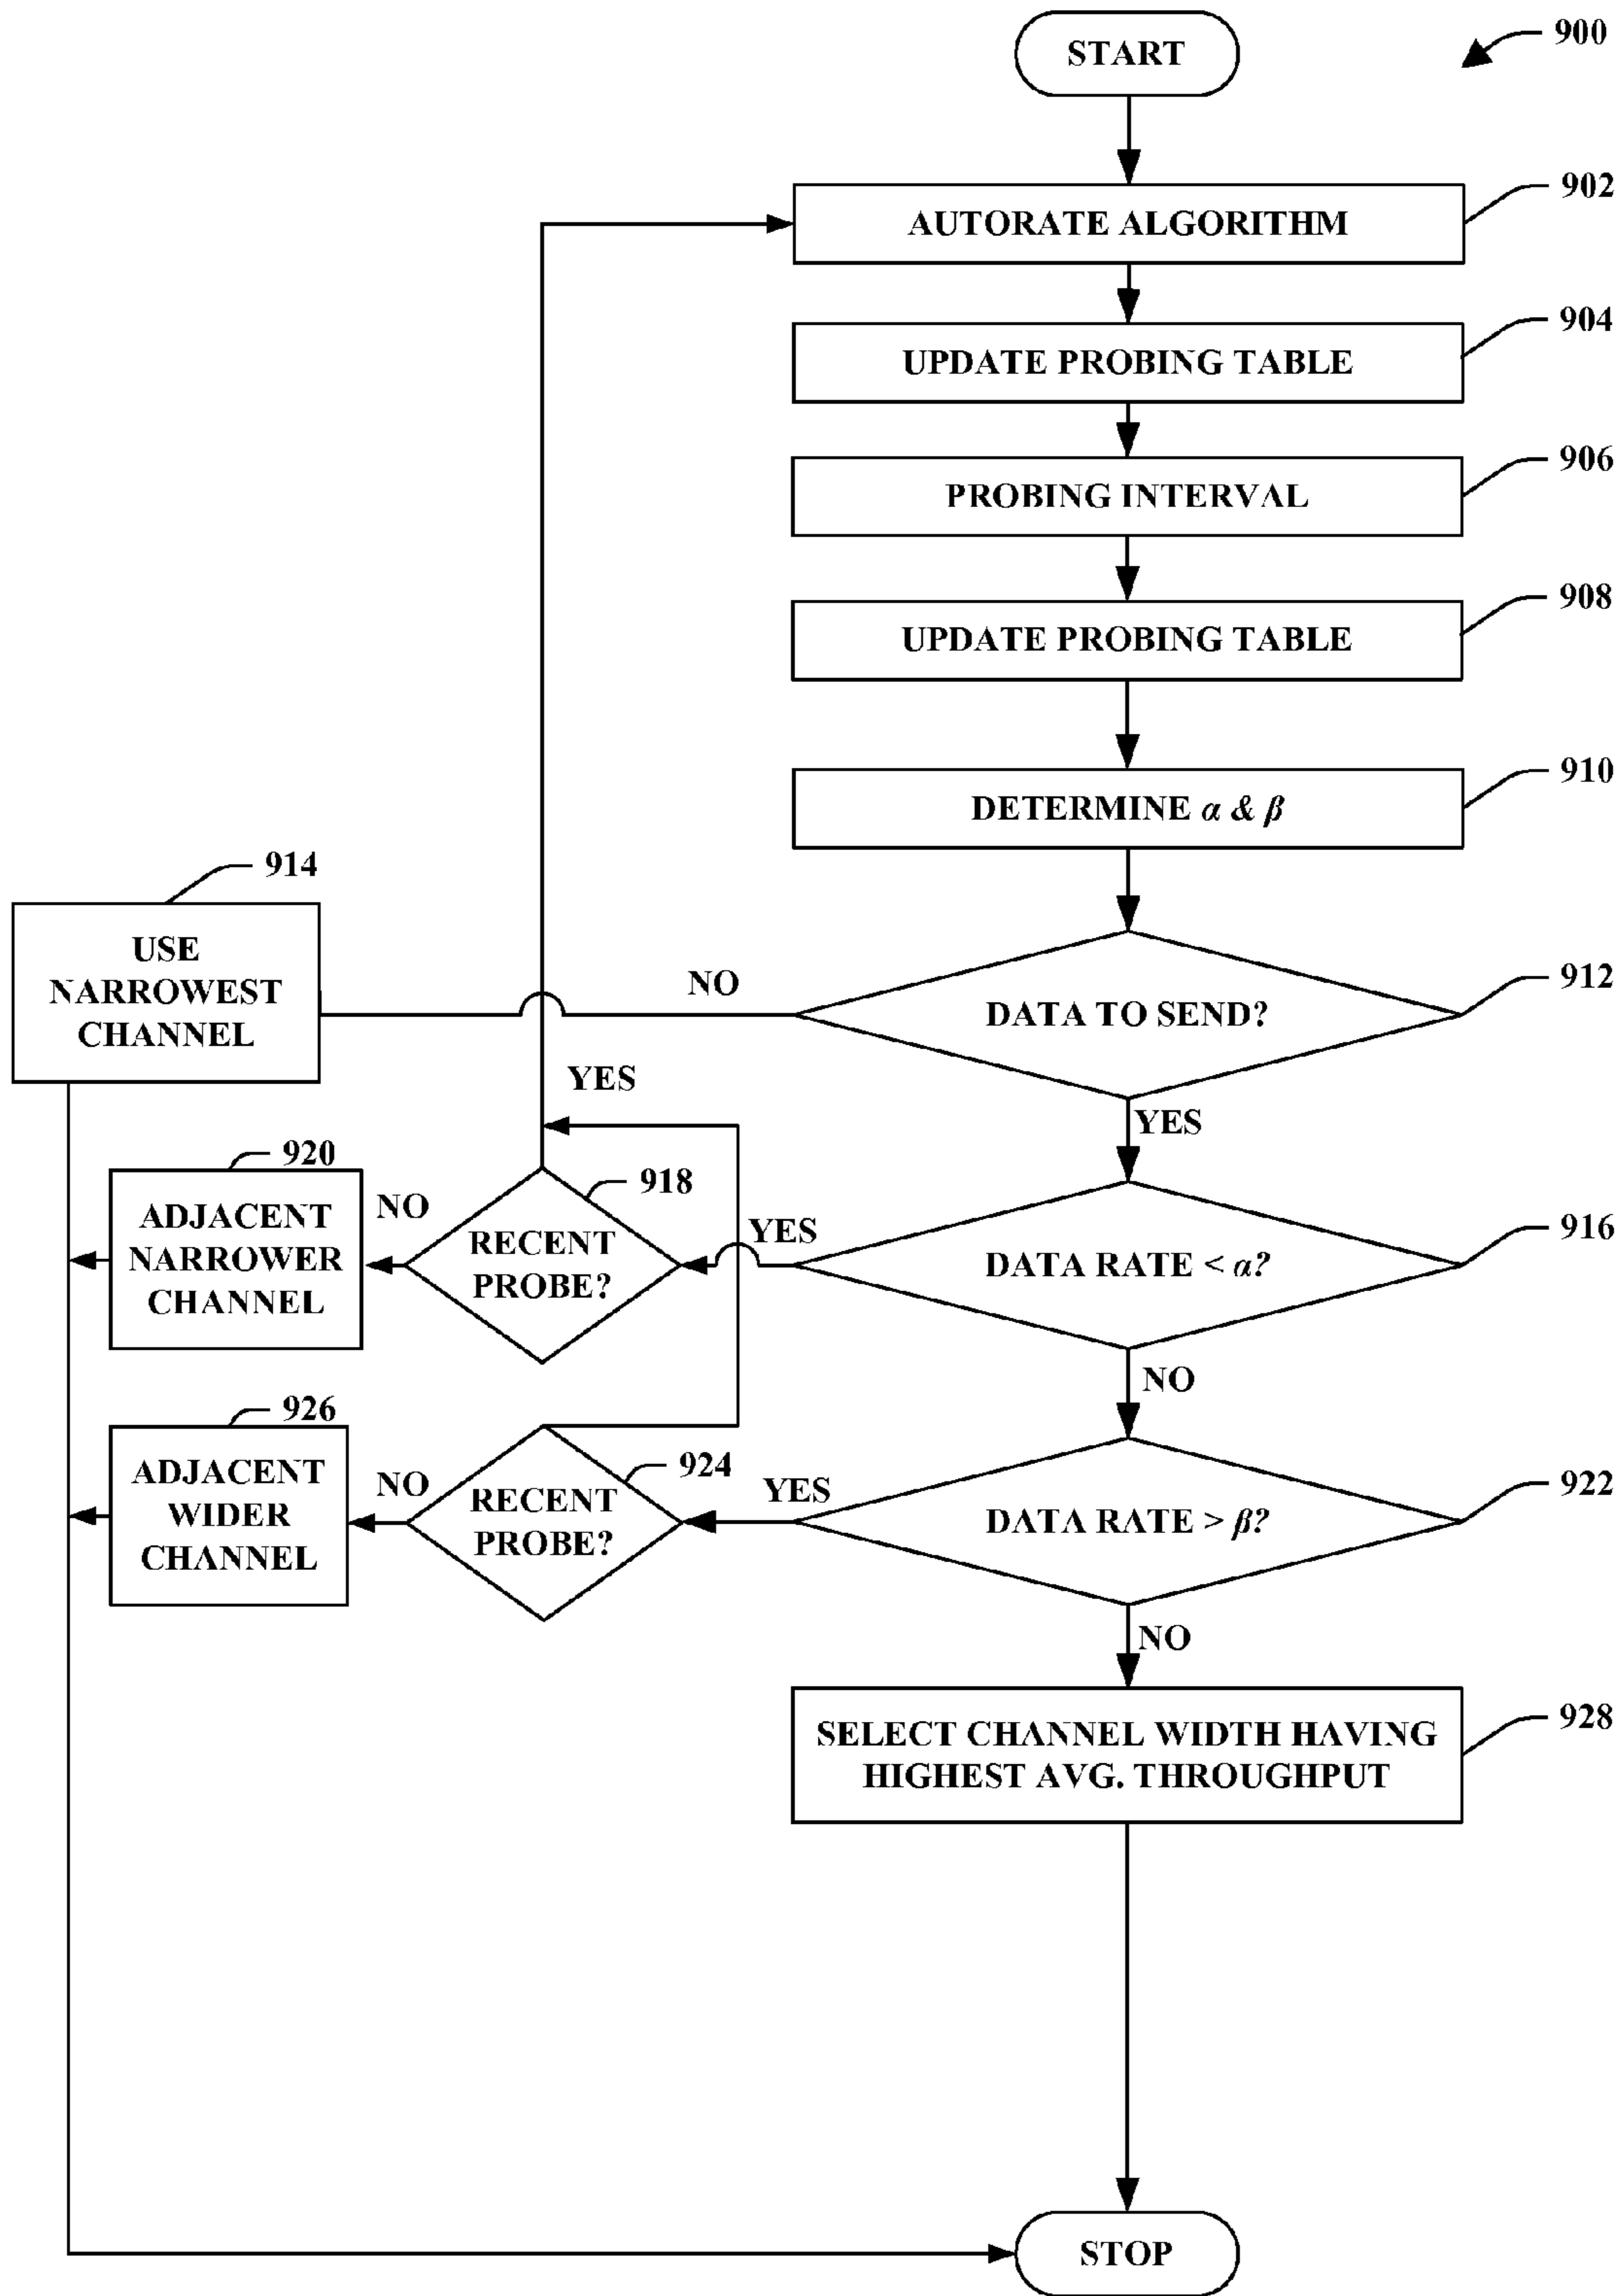 START
900
AUTORATE ALGORITHM
902
UPDATE PROBING TABLE
904
PROBING INTERVAL
906
UPDATE PROBING TABLE
908
DETERMINE α & β
910
914
USE
NARROWEST
CHANNEL
NO
DATA TO SEND?
912
YES
YES
920
ADJACENT
NARROWER
CHANNEL
NO
918
RECENT
PROBE?
YES
DATA RATE < α?
916
NO
926
ADJACENT
WIDER
CHANNEL
NO
924
RECENT
PROBE?
YES
DATA RATE > β?
922
NO
SELECT CHANNEL WIDTH HAVING
HIGHEST AVG. THROUGHPUT
928
STOP